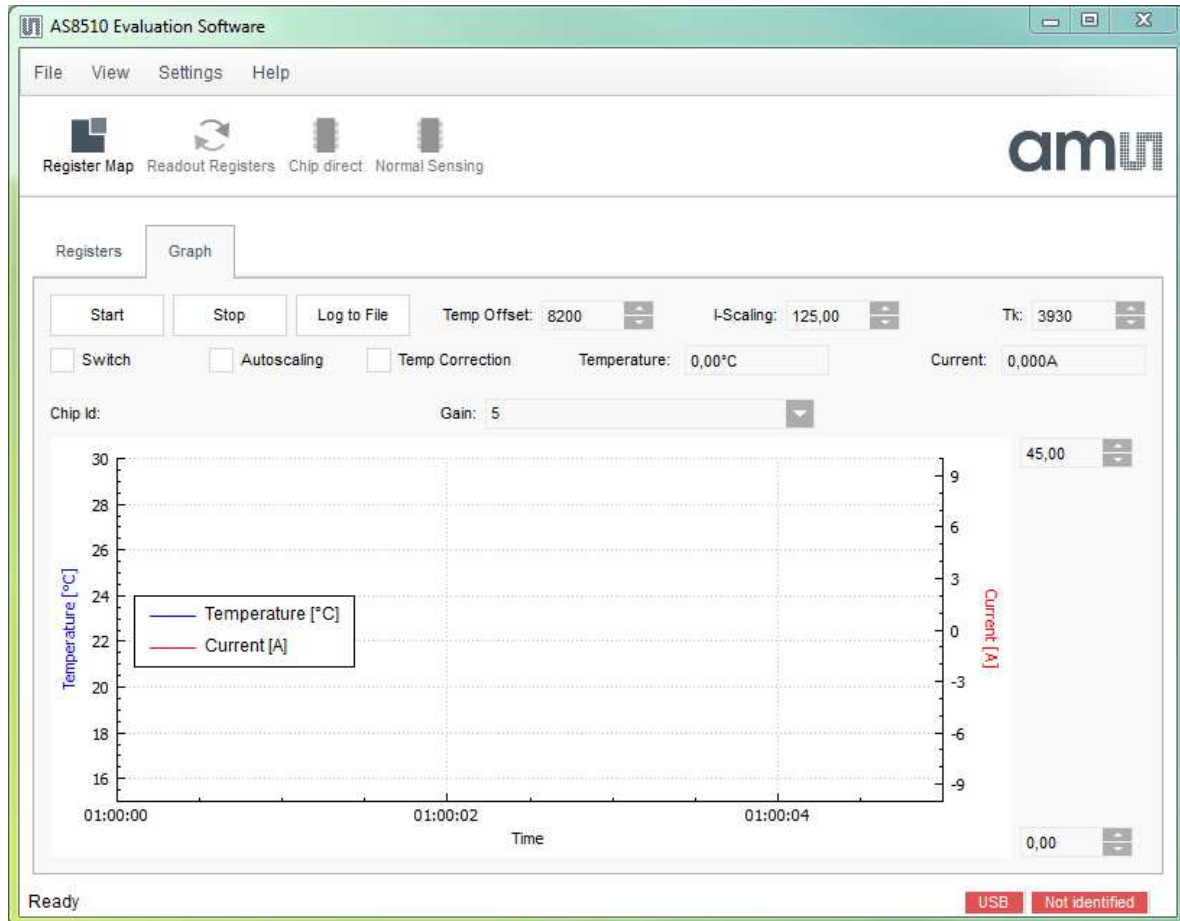 AS8510 Evaluation Software
File View Settings Help
Register Map Readout Registers Chip direct Normal Sensing
am
Registers Graph
Start Stop Log to File Temp Offset: 8200 I-Scaling: 125,00 Tk: 3930
Switch Autoscaling Temp Correction Temperature: 0,00°C Current: 0,000A
Chip Id: Gain: 5
45,00
30
28
26
24
22
20
18
16
Temperature [°C]
Temperature [°C]
Current [A]
9
6
3
0
-3
-6
-9
Current [A]
01:00:00 01:00:02 01:00:04
Time
0,00
Ready USB Not identified